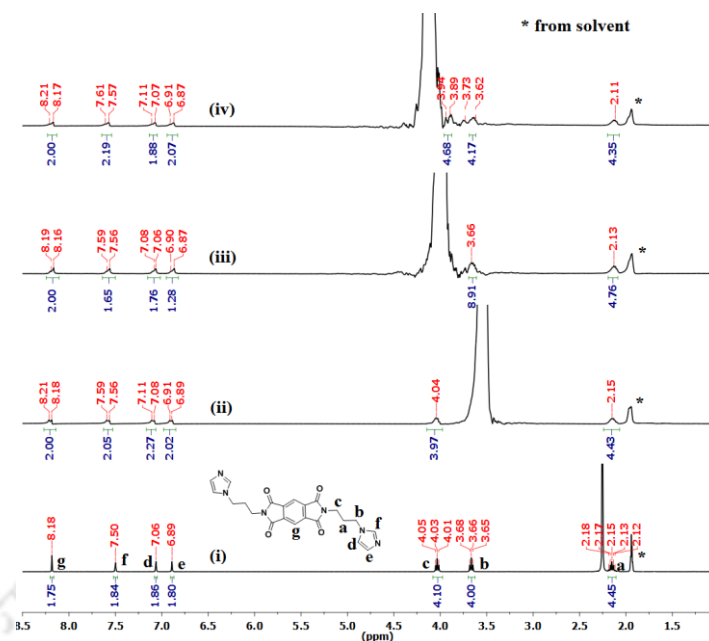 * from solvent
8.21 8.17 7.61 7.57 7.11 7.07 6.91 6.87 3.94 3.89 3.73 3.62 2.11
(iv) *
2.00 2.19 1.88 2.07 4.68 4.17 4.35
8.19 8.16 7.59 7.56 7.08 7.06 6.90 6.87 3.66 2.13
(iii) *
2.00 1.65 1.76 1.28 8.91 4.76
8.21 8.18 7.59 7.56 7.11 7.08 6.91 6.89 4.04 2.15
(ii) *
2.00 2.05 2.27 2.02 3.97 4.43
N N O O N O O N c a b N f N d e g
8.18 7.50 7.06 6.89 4.05 4.03 4.01 3.68 3.66 3.65 2.18 2.17 2.15 2.13 2.12
(i) *
g f d e c b a
1.75 1.84 1.86 1.80 4.10 4.00 4.45
8.5 8.0 7.5 7.0 6.5 6.0 5.5 5.0 4.5 4.0 3.5 3.0 2.5 2.0 1.5 1.0
(ppm)